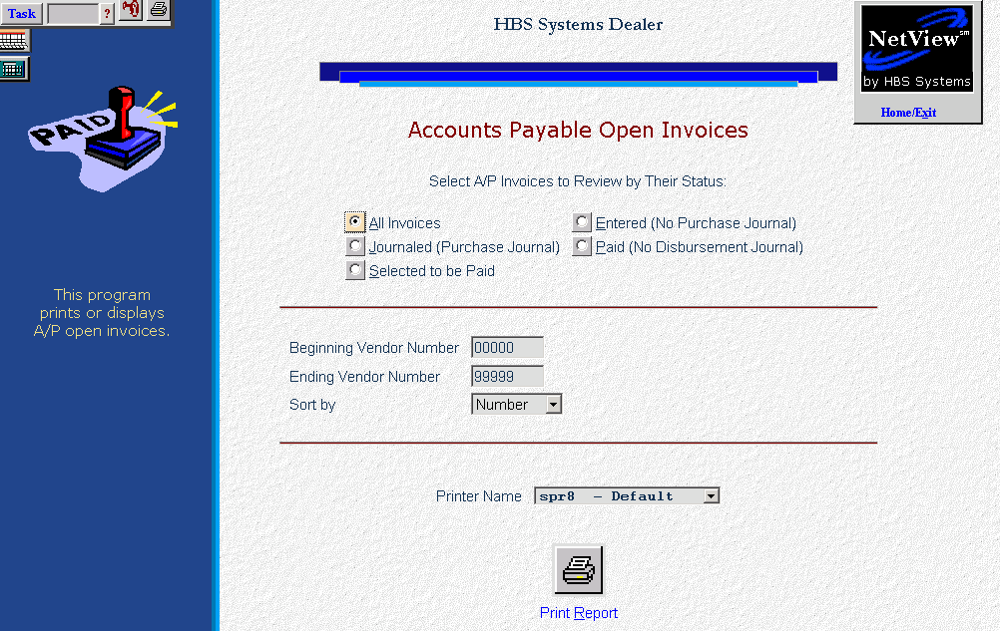 Task ?
HBS Systems Dealer
NetView℠
by HBS Systems
Home/Exit
PAID
Accounts Payable Open Invoices
Select A/P Invoices to Review by Their Status:
All Invoices Entered (No Purchase Journal)
Journaled (Purchase Journal) Paid (No Disbursement Journal)
Selected to be Paid
This program
prints or displays
A/P open invoices.
Beginning Vendor Number 00000
Ending Vendor Number 99999
Sort by Number
Printer Name spr8 - Default
Print Report